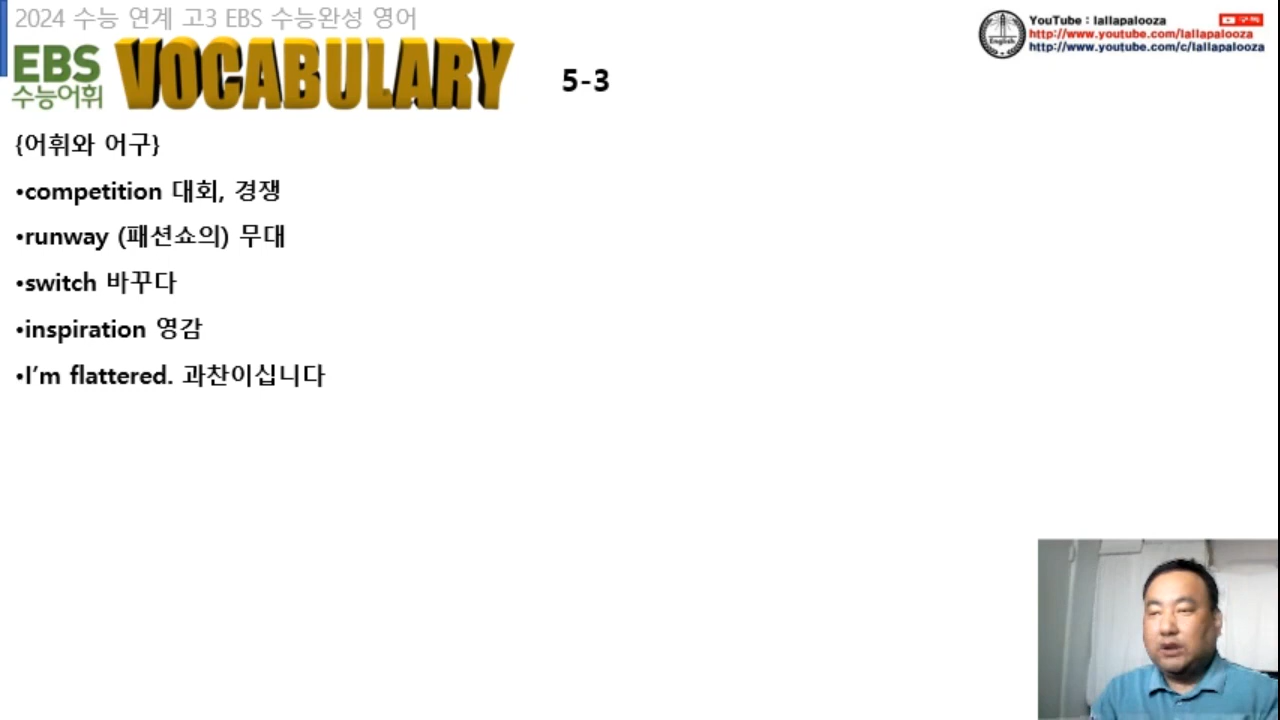 2024 수능 연계 고3 EBS 수능완성 영어
EBS
수능어휘
VOCABULARY
5-3
YouTube : lallapalooza
구독
http://www.youtube.com/lallapalooza
http://www.youtube.com/c/lallapalooza
English
{어휘와 어구}
•competition 대회, 경쟁
•runway (패션쇼의) 무대
•switch 바꾸다
•inspiration 영감
•I’m flattered. 과찬이십니다